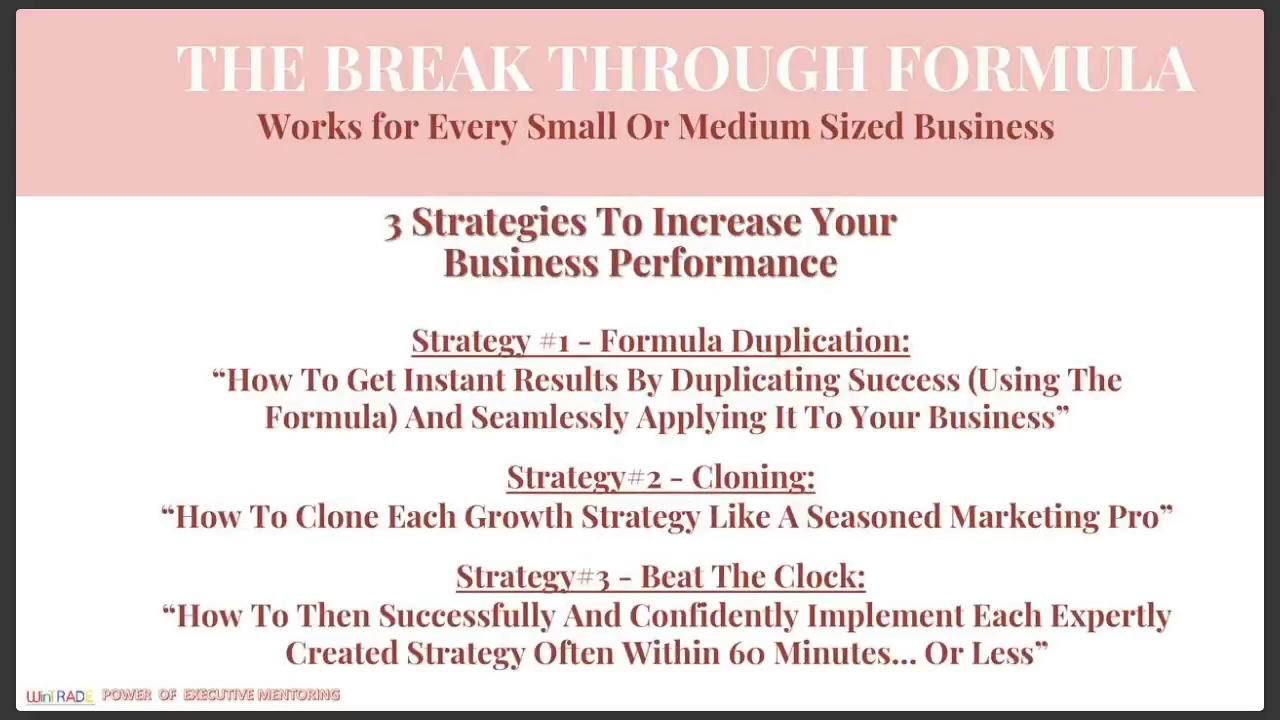 THE BREAK THROUGH FORMULA
Works for Every Small Or Medium Sized Business
3 Strategies To Increase Your
Business Performance
Strategy #1 - Formula Duplication:
“How To Get Instant Results By Duplicating Success (Using The
Formula) And Seamlessly Applying It To Your Business”
Strategy#2 - Cloning:
“How To Clone Each Growth Strategy Like A Seasoned Marketing Pro”
Strategy#3 - Beat The Clock:
“How To Then Successfully And Confidently Implement Each Expertly
Created Strategy Often Within 60 Minutes... Or Less”
WinTRADE POWER OF EXECUTIVE MENTORING